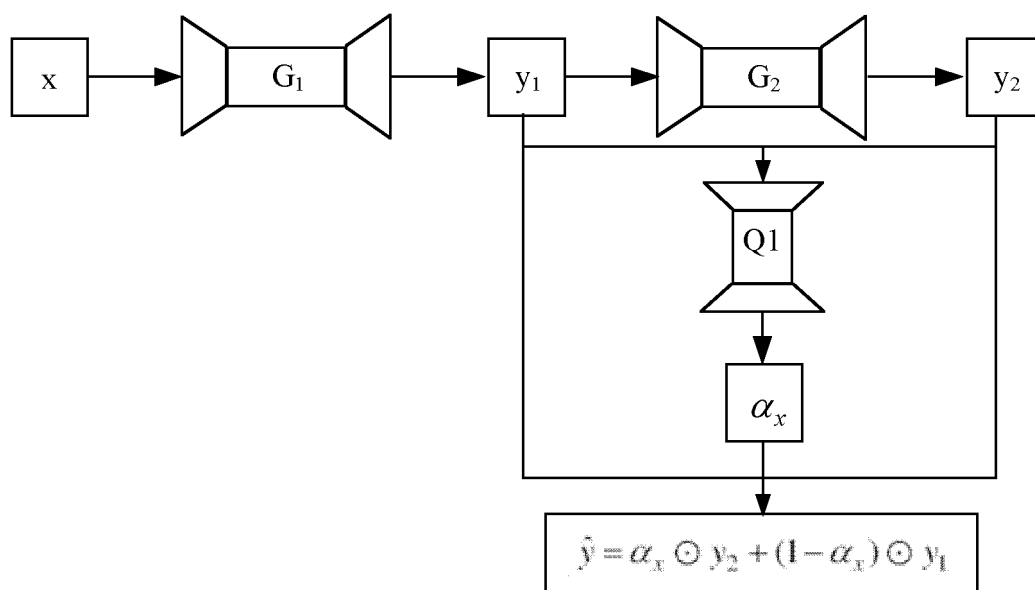 x
G₁
y₁
G₂
y₂
Q1
αₓ
ŷ = αₓ ⊙ y₂ + (1 − αₓ) ⊙ y₁